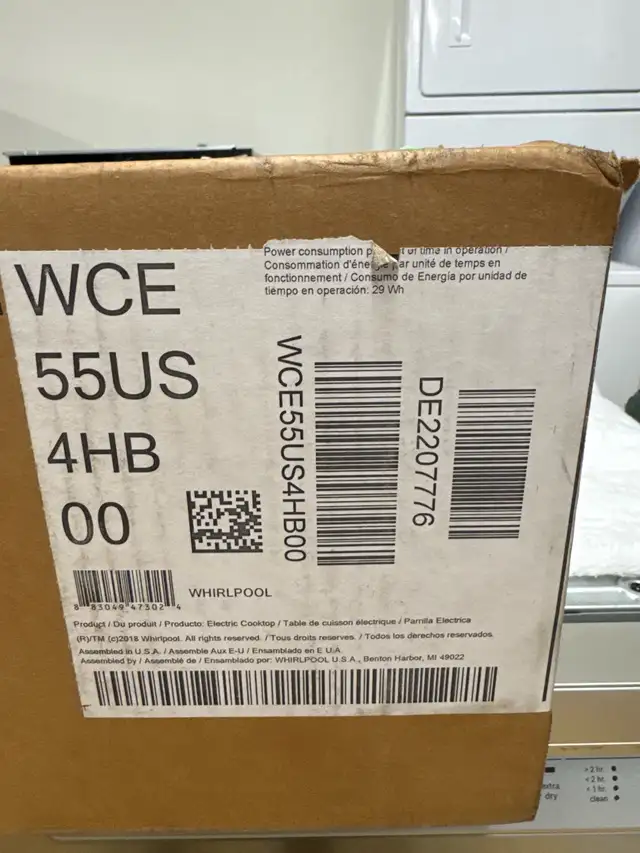 WCE
55US
4HB
00
Power consumption p t of time in operation /
Consommation d'énergie par unité de temps en
fonctionnement / Consumo de Energía por unidad de
tiempo en operación: 29 Wh
WCE55US4HB00
DE2207776
8 83049 47302 4
WHIRLPOOL
Product / Du produit / Producto: Electric Cooktop / Table de cuisson électrique / Parrilla Electrica
(R)/TM (c)2018 Whirlpool. All rights reserved. / Tous droits reserves. / Todos los derechos reservados.
Assembled in U.S.A. / Assemble Aux E-U / Ensamblado en E.U.A.
Assembled by / Assemblé de / Ensamblado por: WHIRLPOOL U.S.A., Benton Harbor, MI 49022
extra
dry
clean